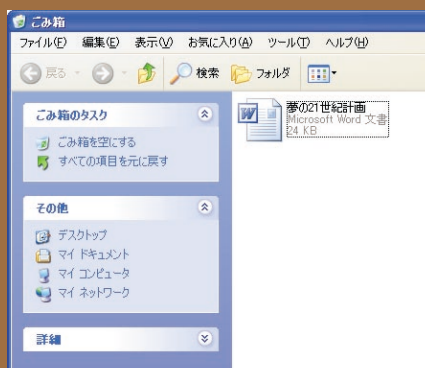 ごみ箱
ファイル(F) 編集(E) 表示(V) お気に入り(A) ツール(T) ヘルプ(H)
戻る 検索 フォルダ
ごみ箱のタスク
ごみ箱を空にする
すべての項目を元に戻す
その他
デスクトップ
マイ ドキュメント
マイ コンピュータ
マイ ネットワーク
詳細
夢の21世紀計画
Microsoft Word 文書
24 KB